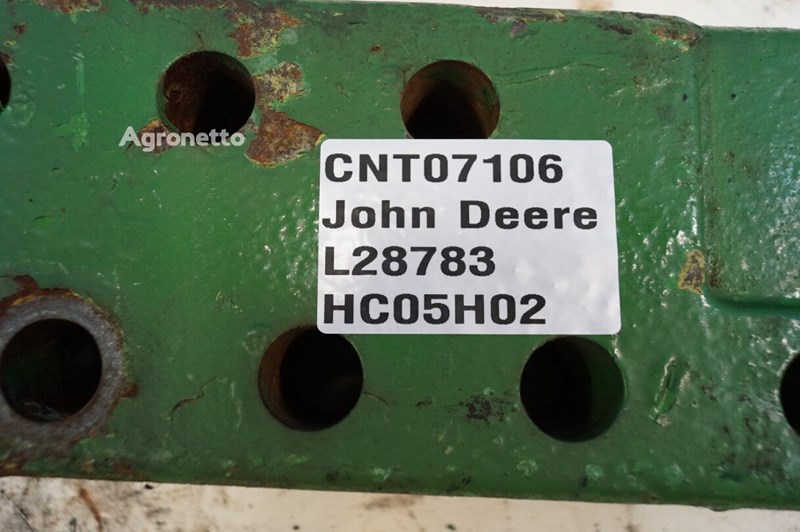 Agronetto
CNT07106
John Deere
L28783
HC05H02